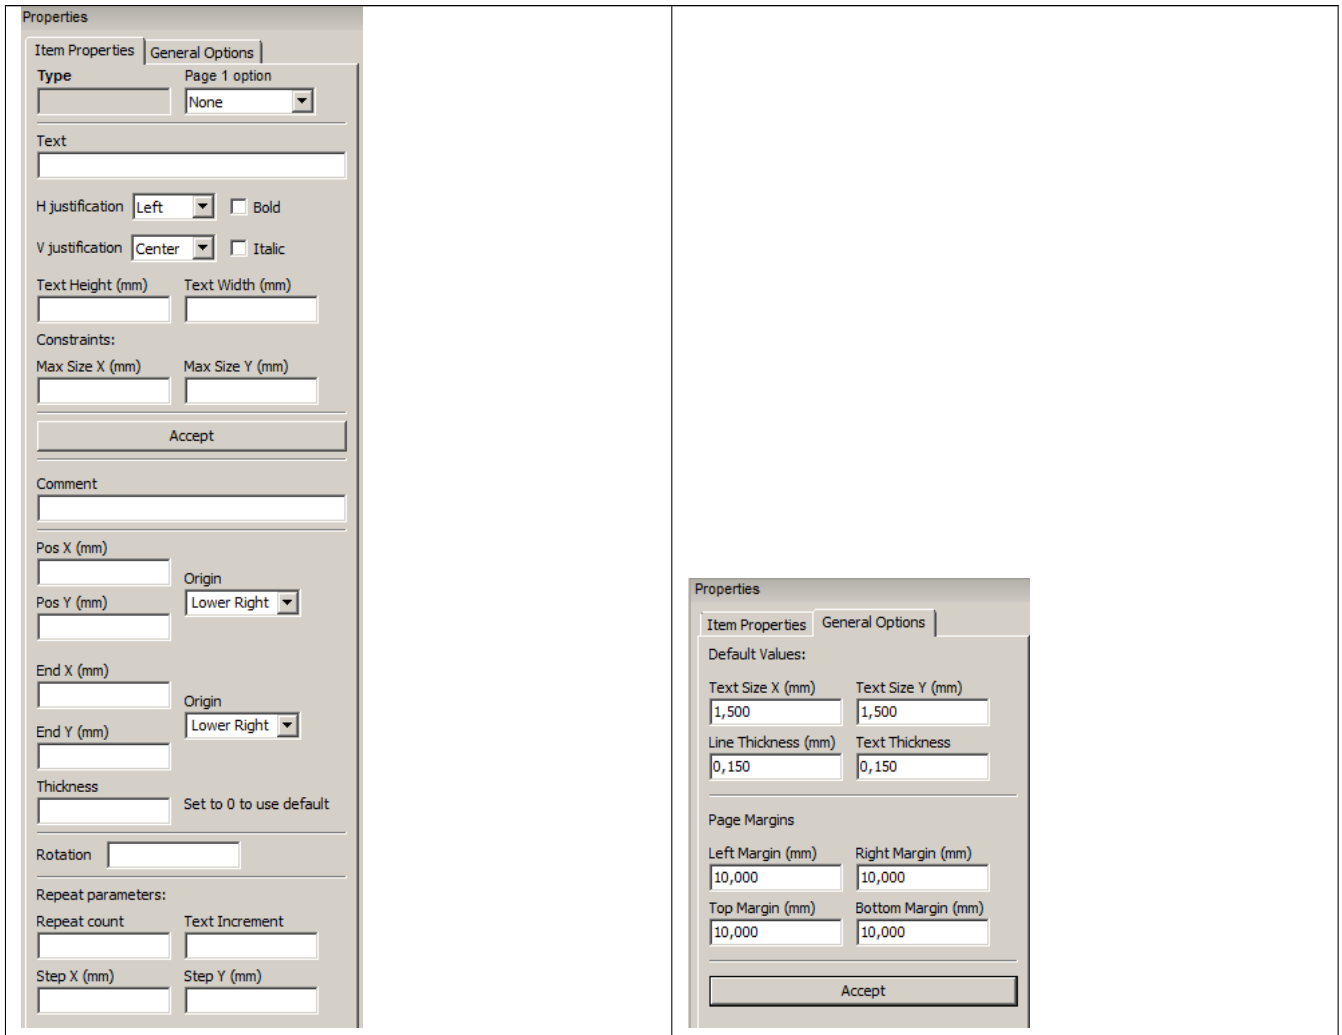 Properties
Item Properties General Options
Type Page 1 option
None
Text
H justification Left Bold
V justification Center Italic
Text Height (mm) Text Width (mm)
Constraints:
Max Size X (mm) Max Size Y (mm)
Accept
Comment
Pos X (mm)
Origin
Pos Y (mm) Lower Right
End X (mm)
Origin
End Y (mm) Lower Right
Thickness
Set to 0 to use default
Rotation
Repeat parameters:
Repeat count Text Increment
Step X (mm) Step Y (mm)
Properties
Item Properties General Options
Default Values:
Text Size X (mm) Text Size Y (mm)
1,500 1,500
Line Thickness (mm) Text Thickness
0,150 0,150
Page Margins
Left Margin (mm) Right Margin (mm)
10,000 10,000
Top Margin (mm) Bottom Margin (mm)
10,000 10,000
Accept